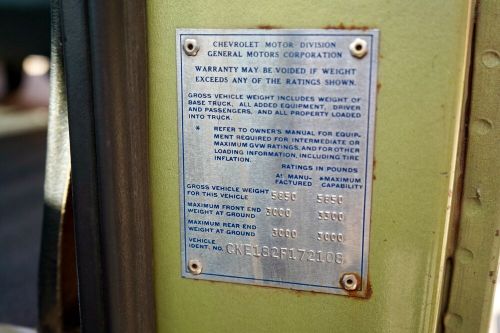 CHEVROLET MOTOR DIVISION
GENERAL MOTORS CORPORATION
WARRANTY MAY BE VOIDED IF WEIGHT
EXCEEDS ANY OF THE RATINGS SHOWN.
GROSS VEHICLE WEIGHT INCLUDES WEIGHT OF
BASE TRUCK. ALL ADDED EQUIPMENT, DRIVER
AND PASSENGERS, AND ALL PROPERTY LOADED
INTO TRUCK.
* REFER TO OWNER'S MANUAL FOR EQUIP-
MENT REQUIRED FOR INTERMEDIATE OR
MAXIMUM GVW RATINGS, AND FOR OTHER
LOADING INFORMATION, INCLUDING TIRE
INFLATION.
RATINGS IN POUNDS
AS MANU- *MAXIMUM
FACTURED CAPABILITY
GROSS VEHICLE WEIGHT
FOR THIS VEHICLE 5650 5650
MAXIMUM FRONT END
WEIGHT AT GROUND 3000 3300
MAXIMUM REAR END
WEIGHT AT GROUND 3000 3000
VEHICLE
IDENT. NO. CKE182F172108